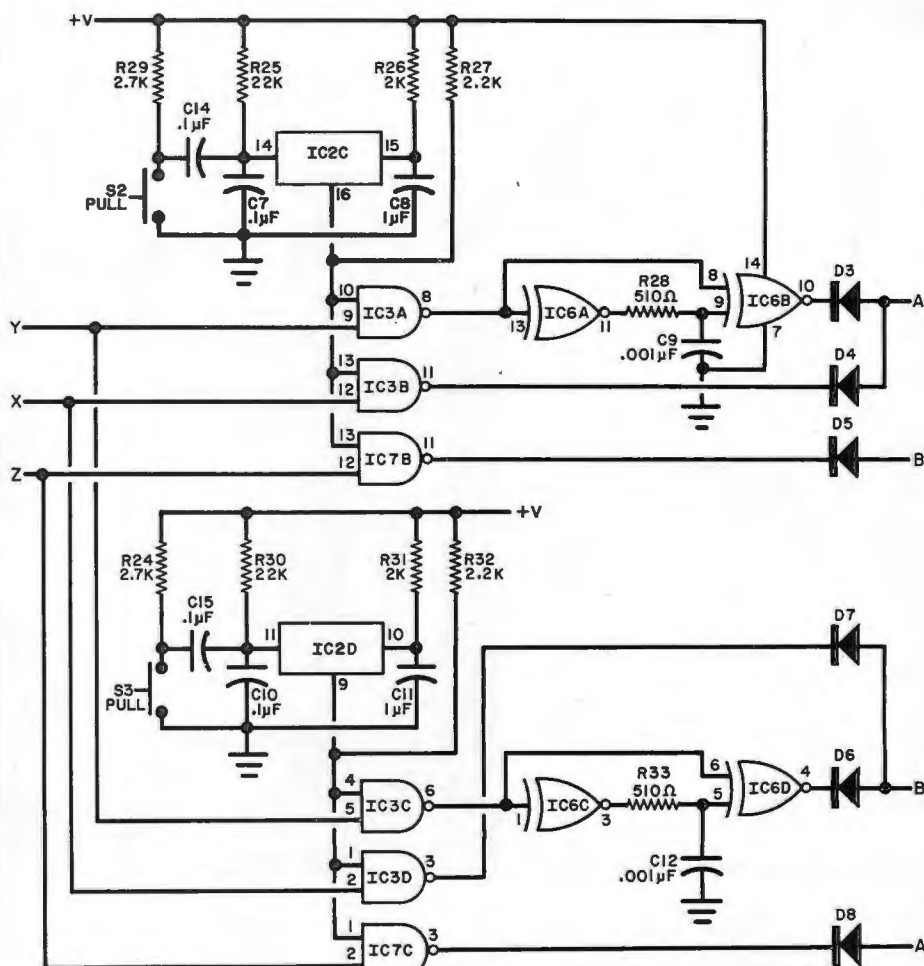 +V
R29
2.7K
R25
22K
R26
2K
R27
2.2K
C14
.1µF
14
IC2C
15
16
S2
PULL
C7
.1µF
C8
1µF
10
9
IC3A
8
13
IC6A
11
R28
510Ω
8
9
14
IC6B
10
7
D3
A
C9
.001µF
Y
13
12
IC3B
11
D4
X
13
12
IC7B
11
D5
B
Z
+V
R24
2.7K
R30
22K
R31
2K
R32
2.2K
C15
.1µF
11
IC2D
10
9
S3
PULL
C10
.1µF
C11
1µF
D7
4
5
IC3C
6
1
IC6C
3
R33
510Ω
6
5
IC6D
4
D6
B
C12
.001µF
1
2
IC3D
3
1
2
IC7C
3
D8
A